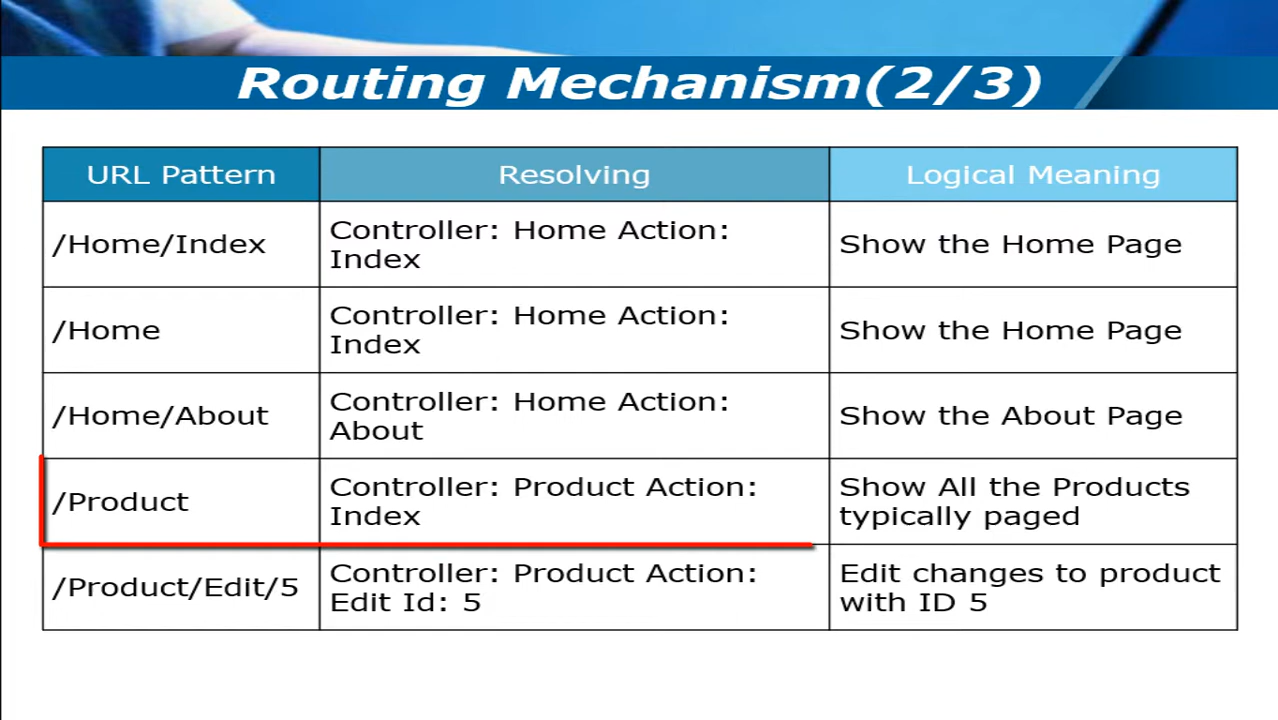 Routing Mechanism(2/3)
URL Pattern
Resolving
Logical Meaning
/Home/Index
Controller: Home Action:
Index
Show the Home Page
/Home
Controller: Home Action:
Index
Show the Home Page
/Home/About
Controller: Home Action:
About
Show the About Page
/Product
Controller: Product Action:
Index
Show All the Products
typically paged
/Product/Edit/5
Controller: Product Action:
Edit Id: 5
Edit changes to product
with ID 5